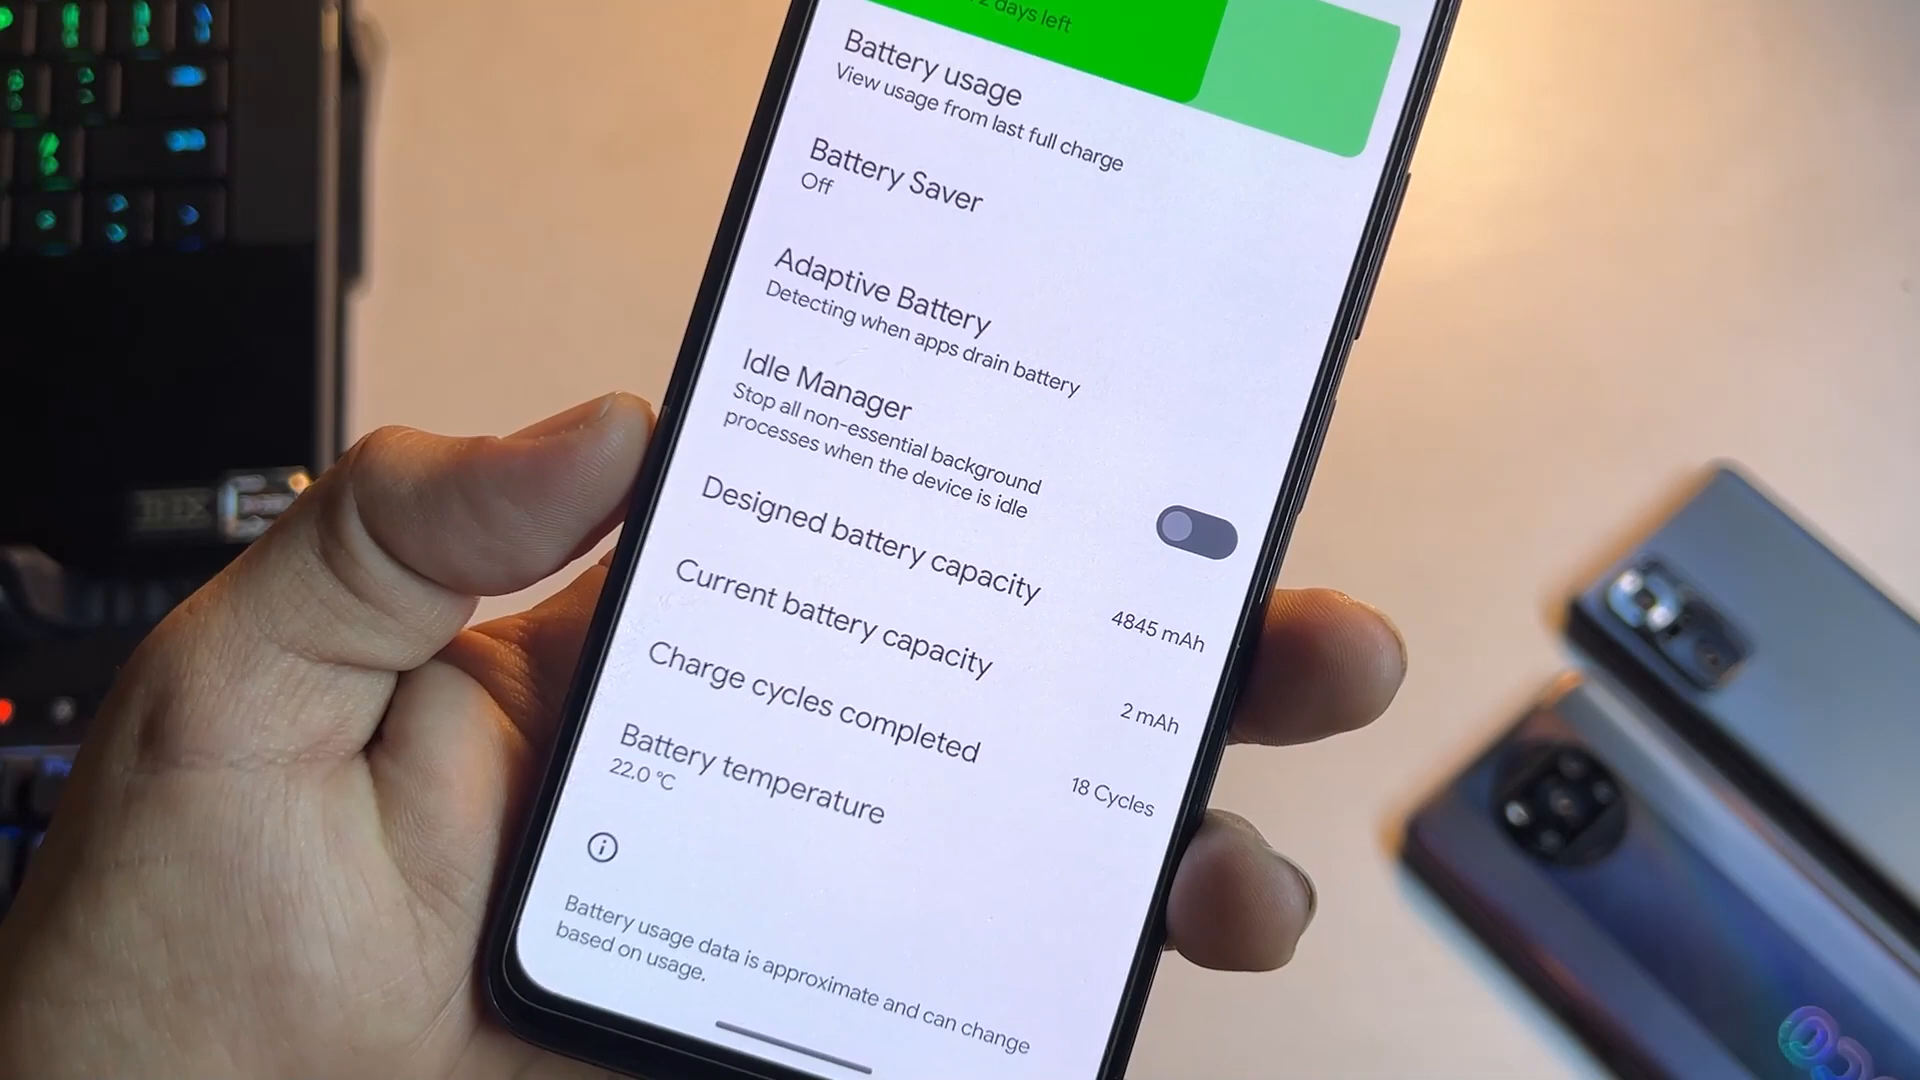 2 days left
Battery usage
View usage from last full charge
Battery Saver
Off
Adaptive Battery
Detecting when apps drain battery
Idle Manager
Stop all non-essential background
processes when the device is idle
Designed battery capacity
4845 mAh
Current battery capacity
2 mAh
Charge cycles completed
18 Cycles
Battery temperature
22.0 °C
Battery usage data is approximate and can change
based on usage.